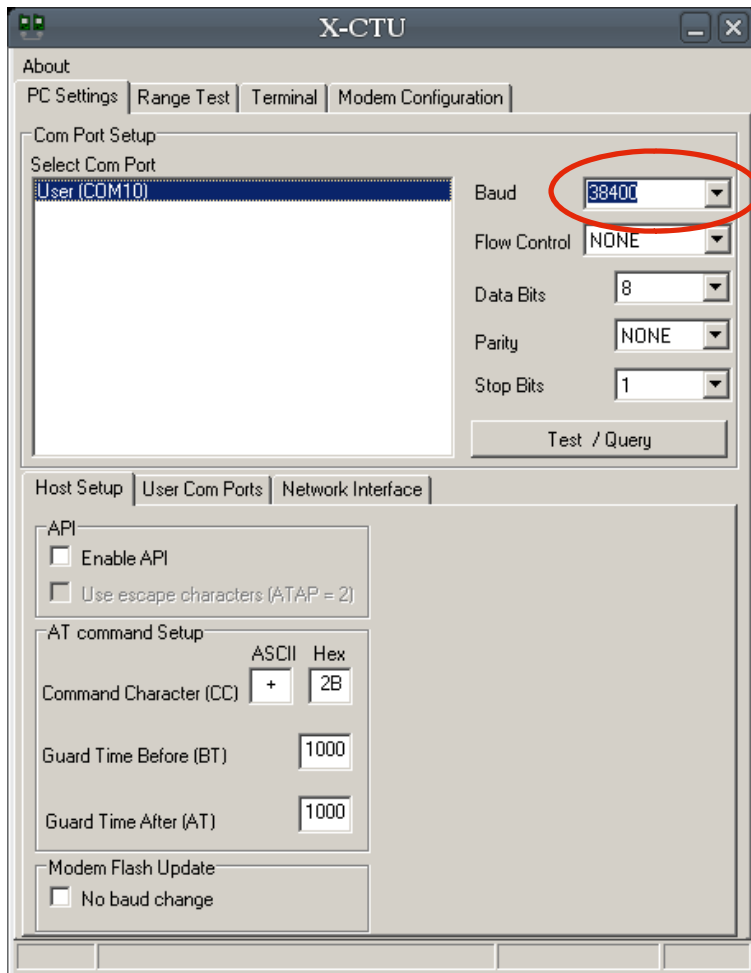 X-CTU
About
PC Settings Range Test Terminal Modem Configuration
Com Port Setup
Select Com Port
User (COM10)
Baud 38400
Flow Control NONE
Data Bits 8
Parity NONE
Stop Bits 1
Test / Query
Host Setup User Com Ports Network Interface
API
Enable API
Use escape characters (ATAP = 2)
AT command Setup
ASCII Hex
Command Character (CC) + 2B
Guard Time Before (BT) 1000
Guard Time After (AT) 1000
Modem Flash Update
No baud change